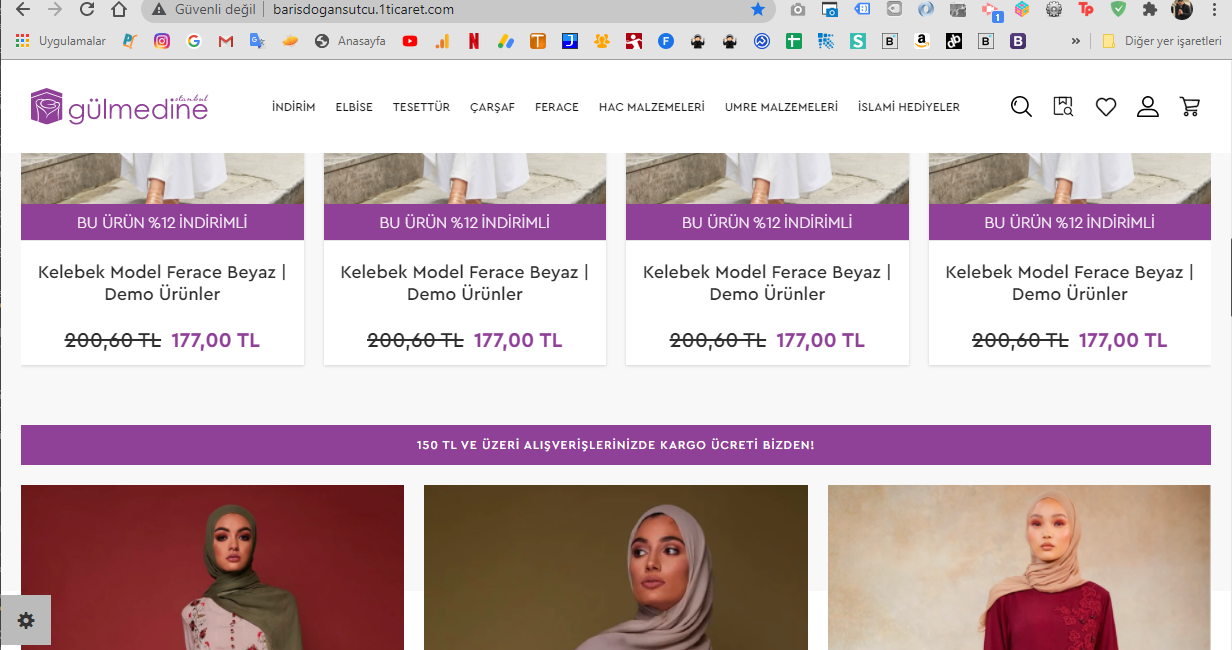 Güvenli değil | barisdogansutcu.1ticaret.com
Uygulamalar
Anasayfa
Diğer yer işaretleri
gülmedine istanbul
İNDİRİM ELBİSE TESETTÜR ÇARŞAF FERACE HAC MALZEMELERİ UMRE MALZEMELERİ İSLAMİ HEDİYELER
BU ÜRÜN %12 İNDİRİMLİ
Kelebek Model Ferace Beyaz |
Demo Ürünler
200,60 TL 177,00 TL
BU ÜRÜN %12 İNDİRİMLİ
Kelebek Model Ferace Beyaz |
Demo Ürünler
200,60 TL 177,00 TL
BU ÜRÜN %12 İNDİRİMLİ
Kelebek Model Ferace Beyaz |
Demo Ürünler
200,60 TL 177,00 TL
BU ÜRÜN %12 İNDİRİMLİ
Kelebek Model Ferace Beyaz |
Demo Ürünler
200,60 TL 177,00 TL
150 TL VE ÜZERİ ALIŞVERİŞLERİNİZDE KARGO ÜCRETİ BİZDEN!